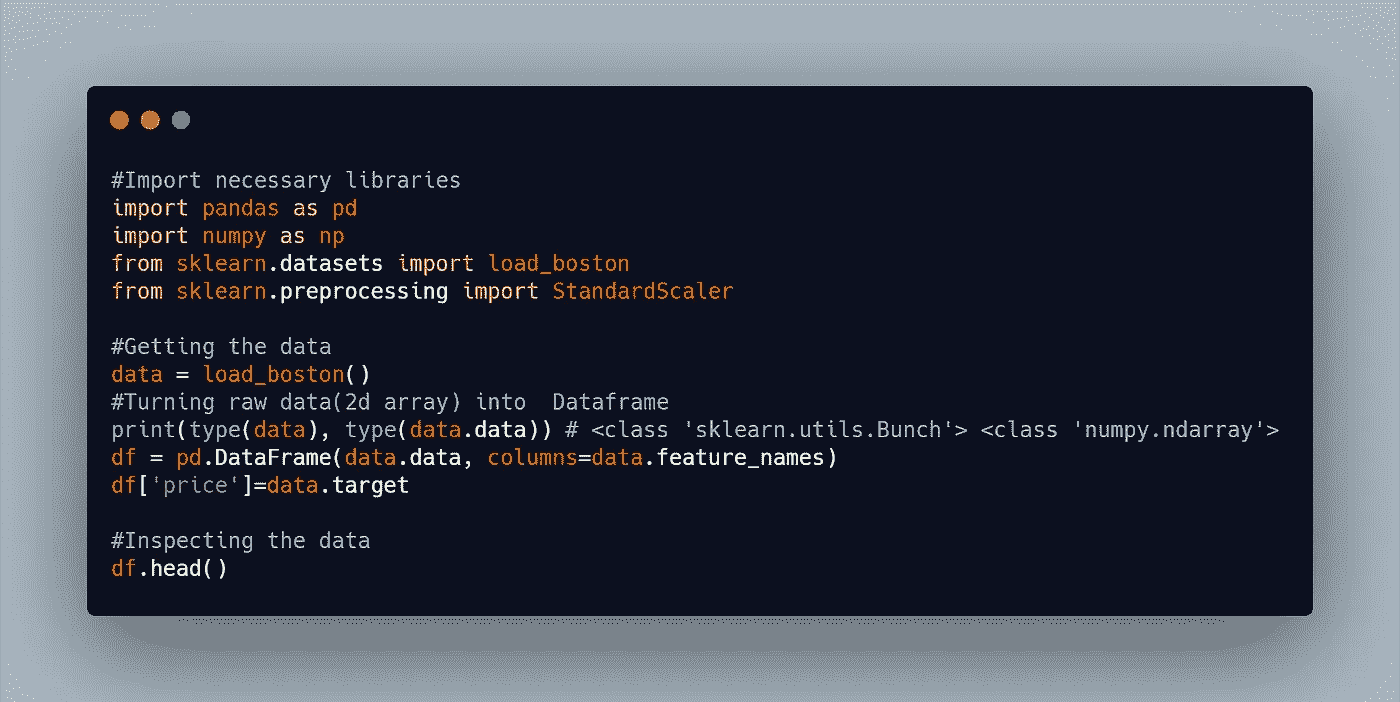 #Import necessary libraries
import pandas as pd
import numpy as np
from sklearn.datasets import load_boston
from sklearn.preprocessing import StandardScaler
#Getting the data
data = load_boston()
#Turning raw data(2d array) into  Dataframe
print(type(data), type(data.data)) # <class 'sklearn.utils.Bunch'> <class 'numpy.ndarray'>
df = pd.DataFrame(data.data, columns=data.feature_names)
df['price']=data.target
#Inspecting the data
df.head()